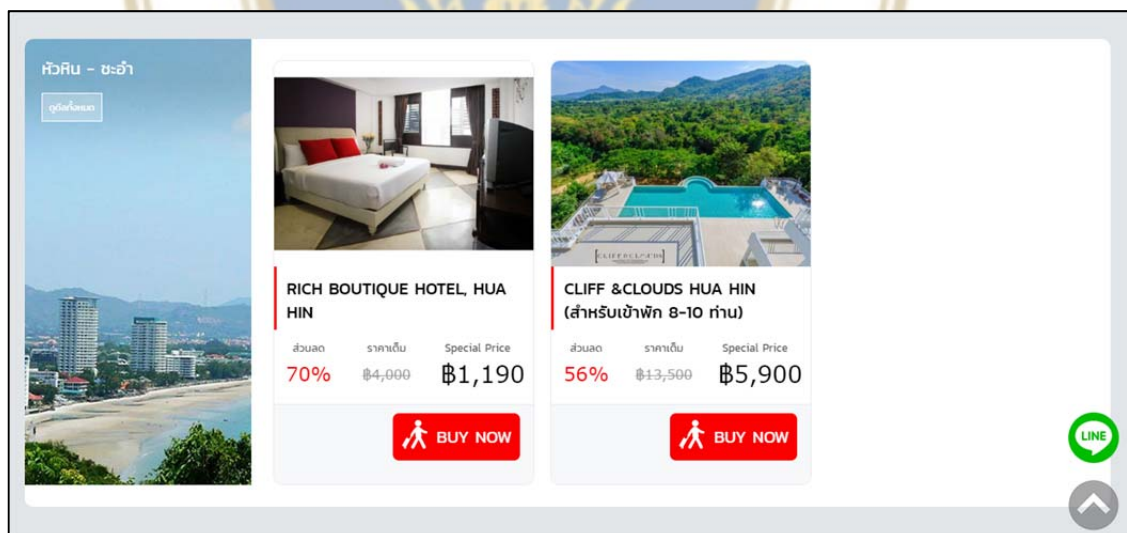 หัวหิน - ชะอำ
ดูดีลทั้งหมด
RICH BOUTIQUE HOTEL, HUA
HIN
ส่วนลด ราคาเต็ม Special Price
70% ฿4,000 ฿1,190
BUY NOW
CLIFF &CLOUDS HUA HIN
(สำหรับเข้าพัก 8-10 ท่าน)
ส่วนลด ราคาเต็ม Special Price
56% ฿13,500 ฿5,900
BUY NOW
LINE